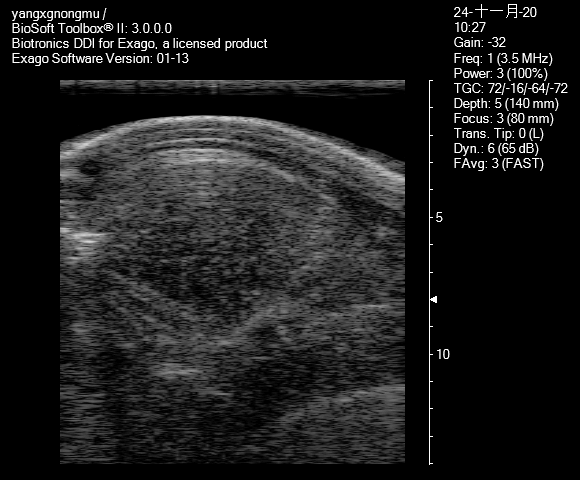 yangxgnongmu /
BioSoft Toolbox® II: 3.0.0.0
Biotronics DDI for Exago, a licensed product
Exago Software Version: 01-13
24-十一月-20
10:27
Gain: -32
Freq: 1 (3.5 MHz)
Power: 3 (100%)
TGC: 72/-16/-64/-72
Depth: 5 (140 mm)
Focus: 3 (80 mm)
Trans. Tip: 0 (L)
Dyn.: 6 (65 dB)
FAvg: 3 (FAST)
5
10